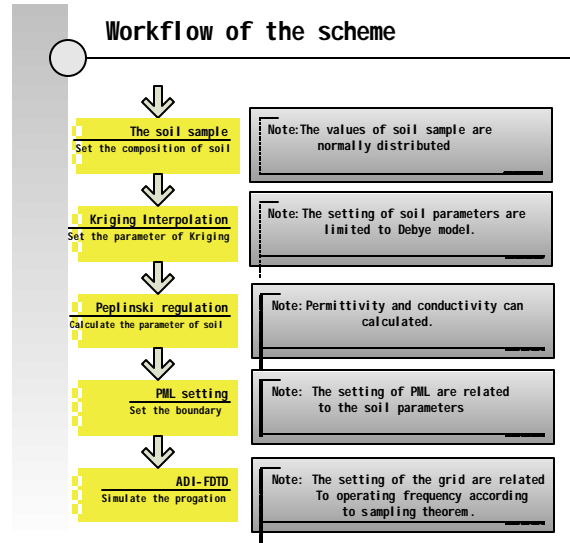 Workflow of the scheme
The soil sample
Set the composition of soil
Note:The values of soil sample are
normally distributed
Kriging Interpolation
Set the parameter of Kriging
Note: The setting of soil parameters are
limited to Debye model.
Peplinski regulation
Calculate the parameter of soil
Note: Permittivity and conductivity can
calculated.
PML setting
Set the boundary
Note: The setting of PML are related
to the soil parameters
ADI-FDTD
Simulate the progation
Note: The setting of the grid are related
To operating frequency according
to sampling theorem.